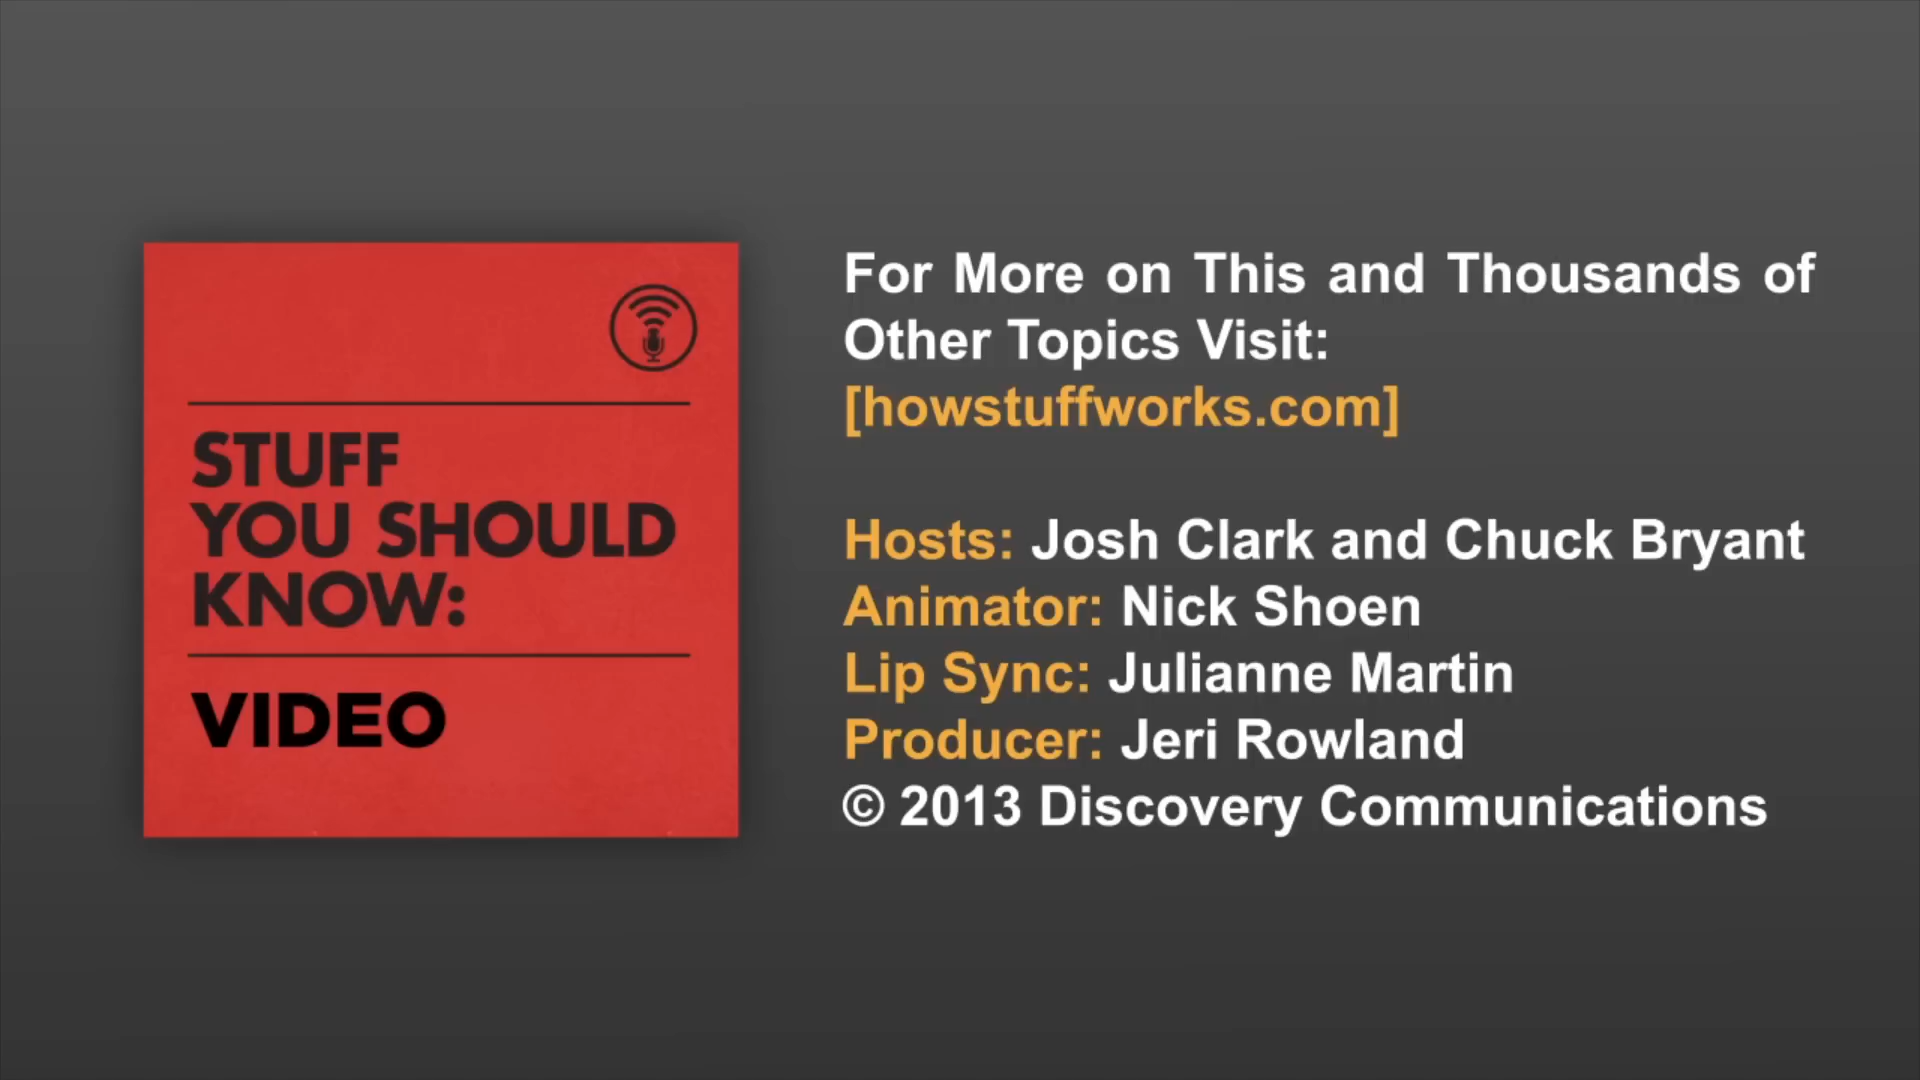 STUFF
YOU SHOULD
KNOW:
VIDEO
For More on This and Thousands of
Other Topics Visit:
[howstuffworks.com]
Hosts: Josh Clark and Chuck Bryant
Animator: Nick Shoen
Lip Sync: Julianne Martin
Producer: Jeri Rowland
© 2013 Discovery Communications